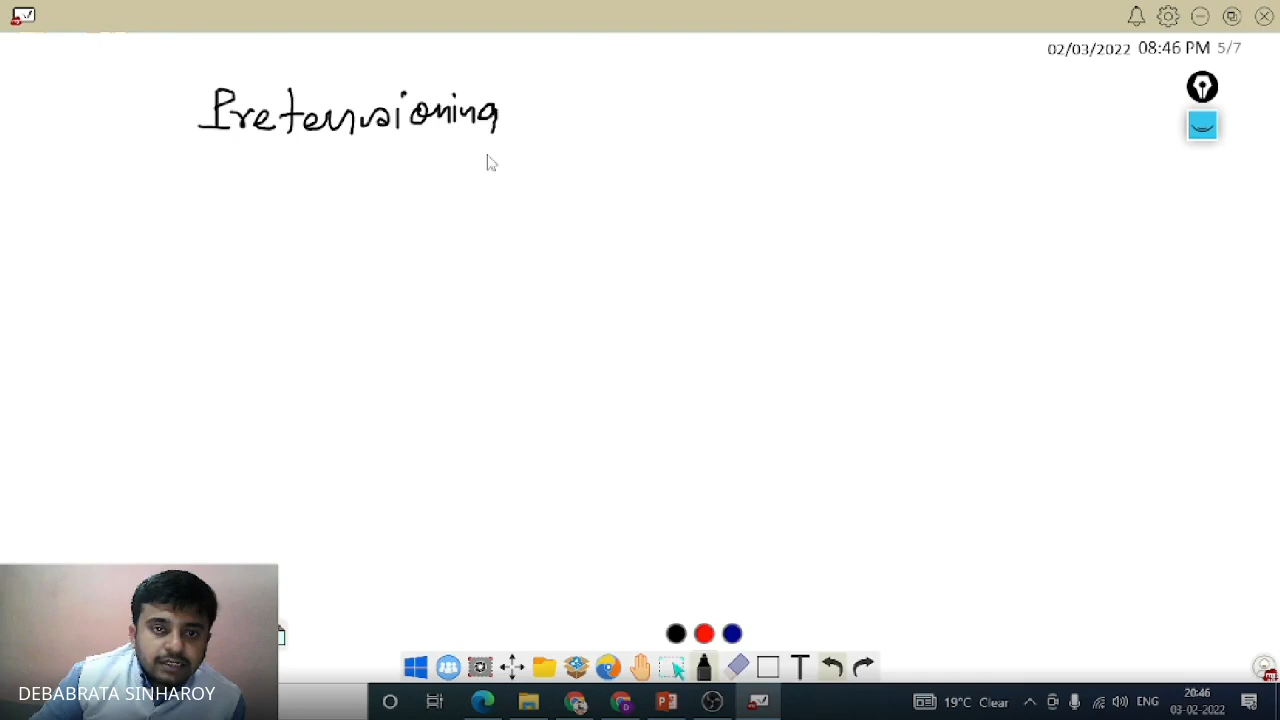 02/03/2022 08:46 PM 5/7
Pretensioning
DEBABRATA SINHAROY
T
19°C Clear
ENG
20:46
03-02-2022